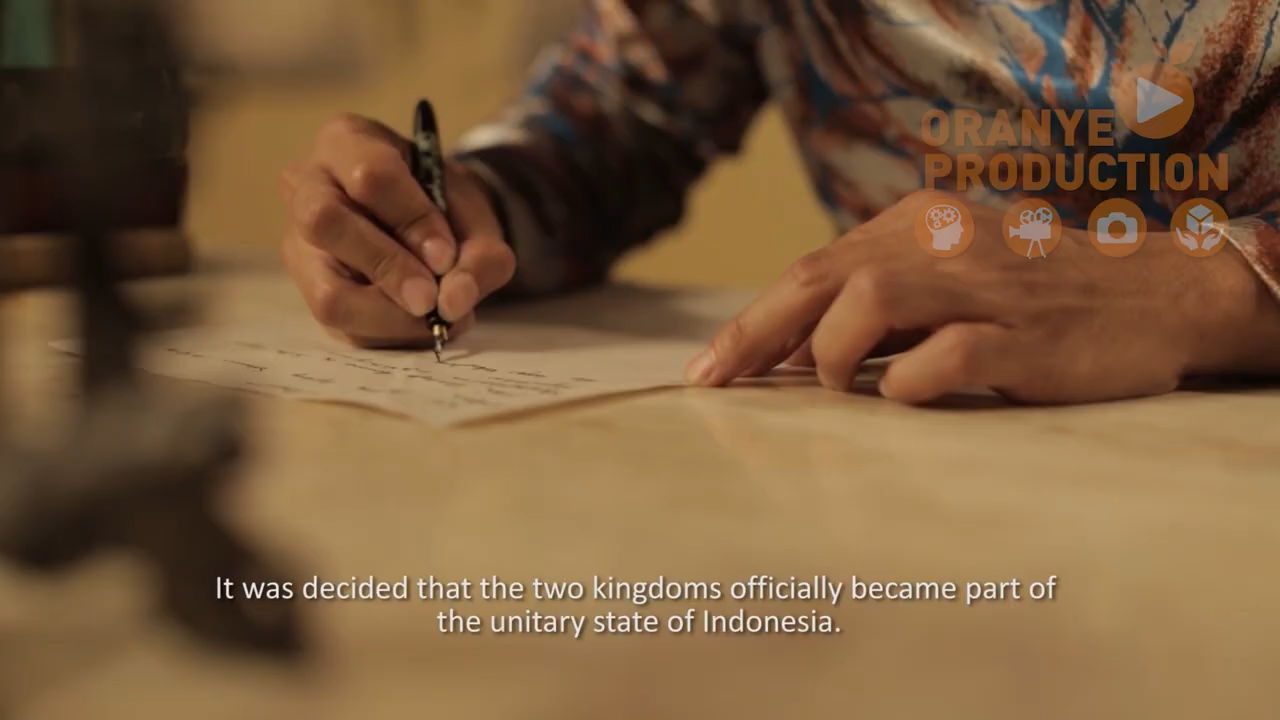 ORANYE
PRODUCTION
It was decided that the two kingdoms officially became part of
the unitary state of Indonesia.